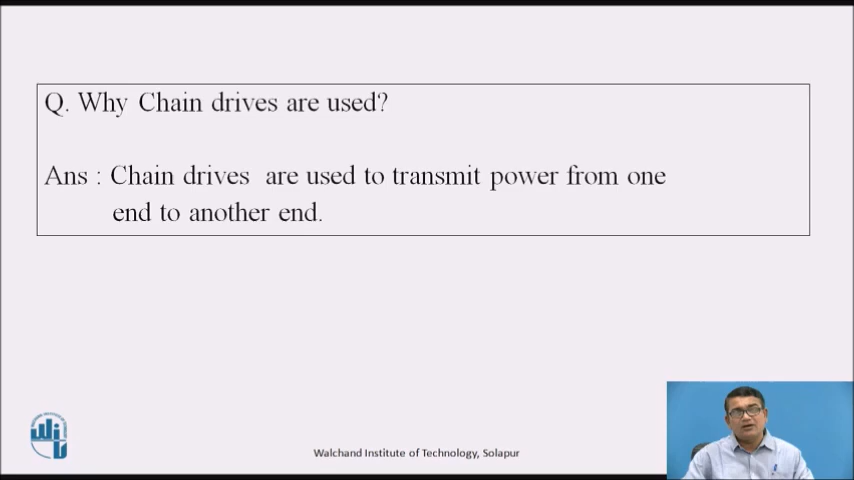 Q. Why Chain drives are used?
Ans : Chain drives are used to transmit power from one
end to another end.
WIT
Walchand Institute of Technology, Solapur